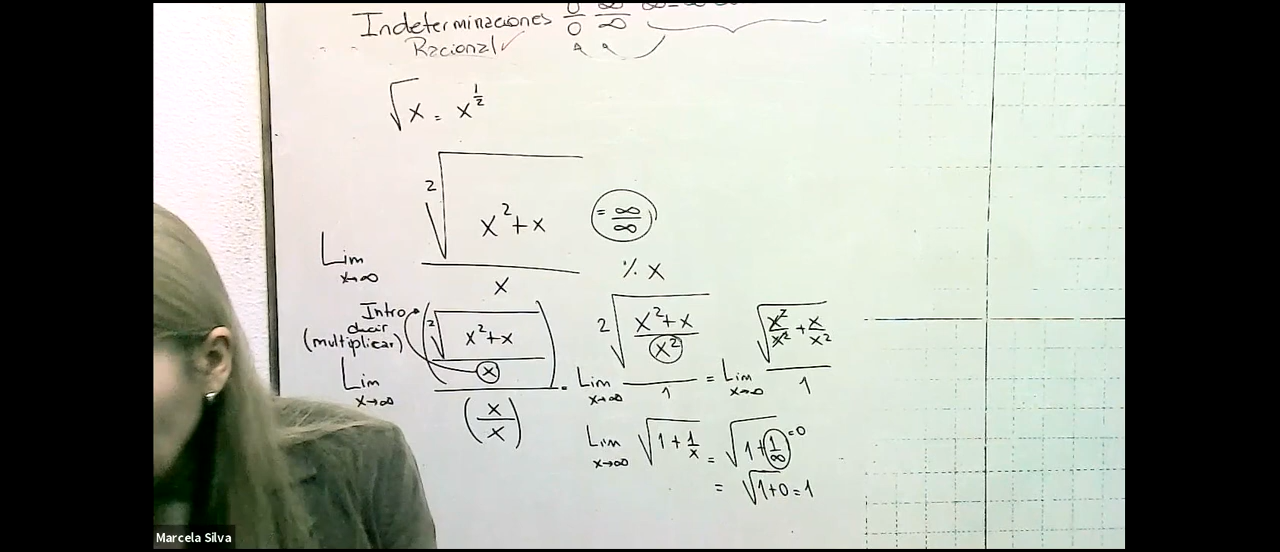 Indeterminaciones 0/0 ∞/∞
Racional ✓
√x = x^(1/2)
Lim x→∞ ²√(x²+x) / x = ∞/∞
% x
Intro
ducir
(multiplicar)
Lim x→∞ (²√(x²+x) / x) / (x/x) = Lim x→∞ ²√((x²+x)/x²) / 1 = Lim x→∞ √(x²/x² + x/x²) / 1
Lim x→∞ √(1 + 1/x) = √(1 + 1/∞) =0
= √(1+0) = 1
Marcela Silva